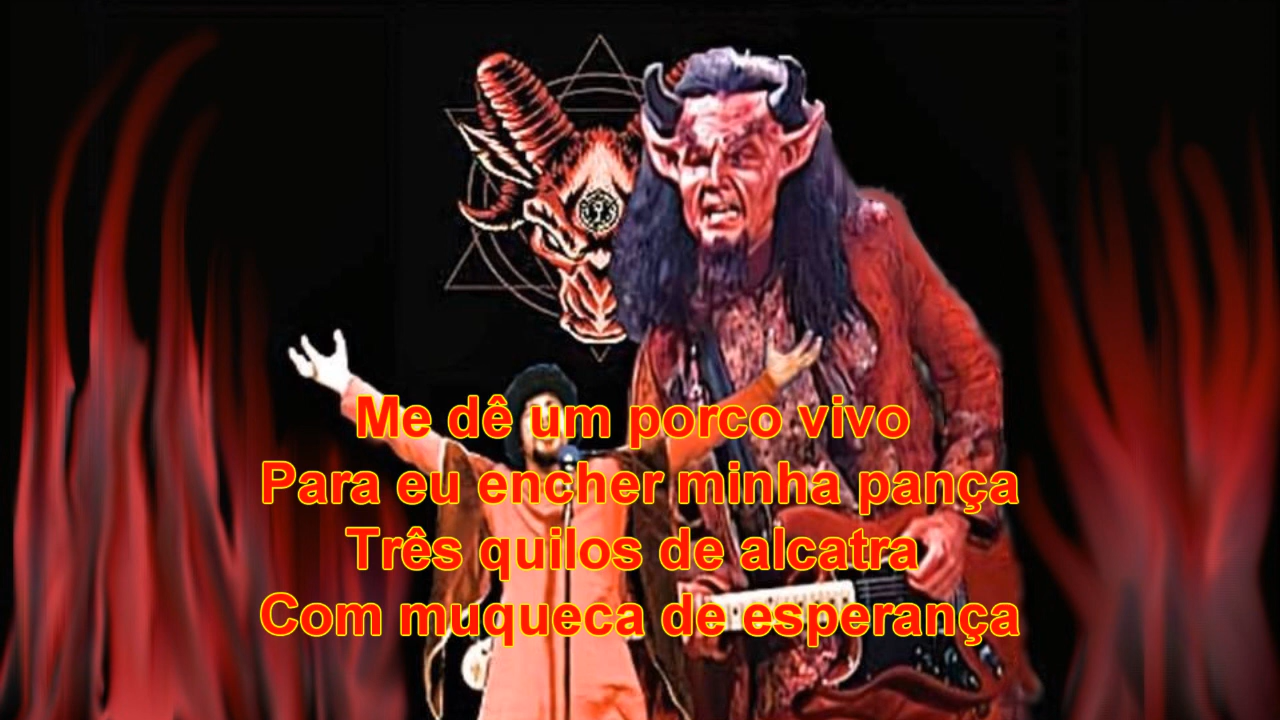 Me dê um porco vivo
Para eu encher minha pança
Três quilos de alcatra
Com muqueca de esperança